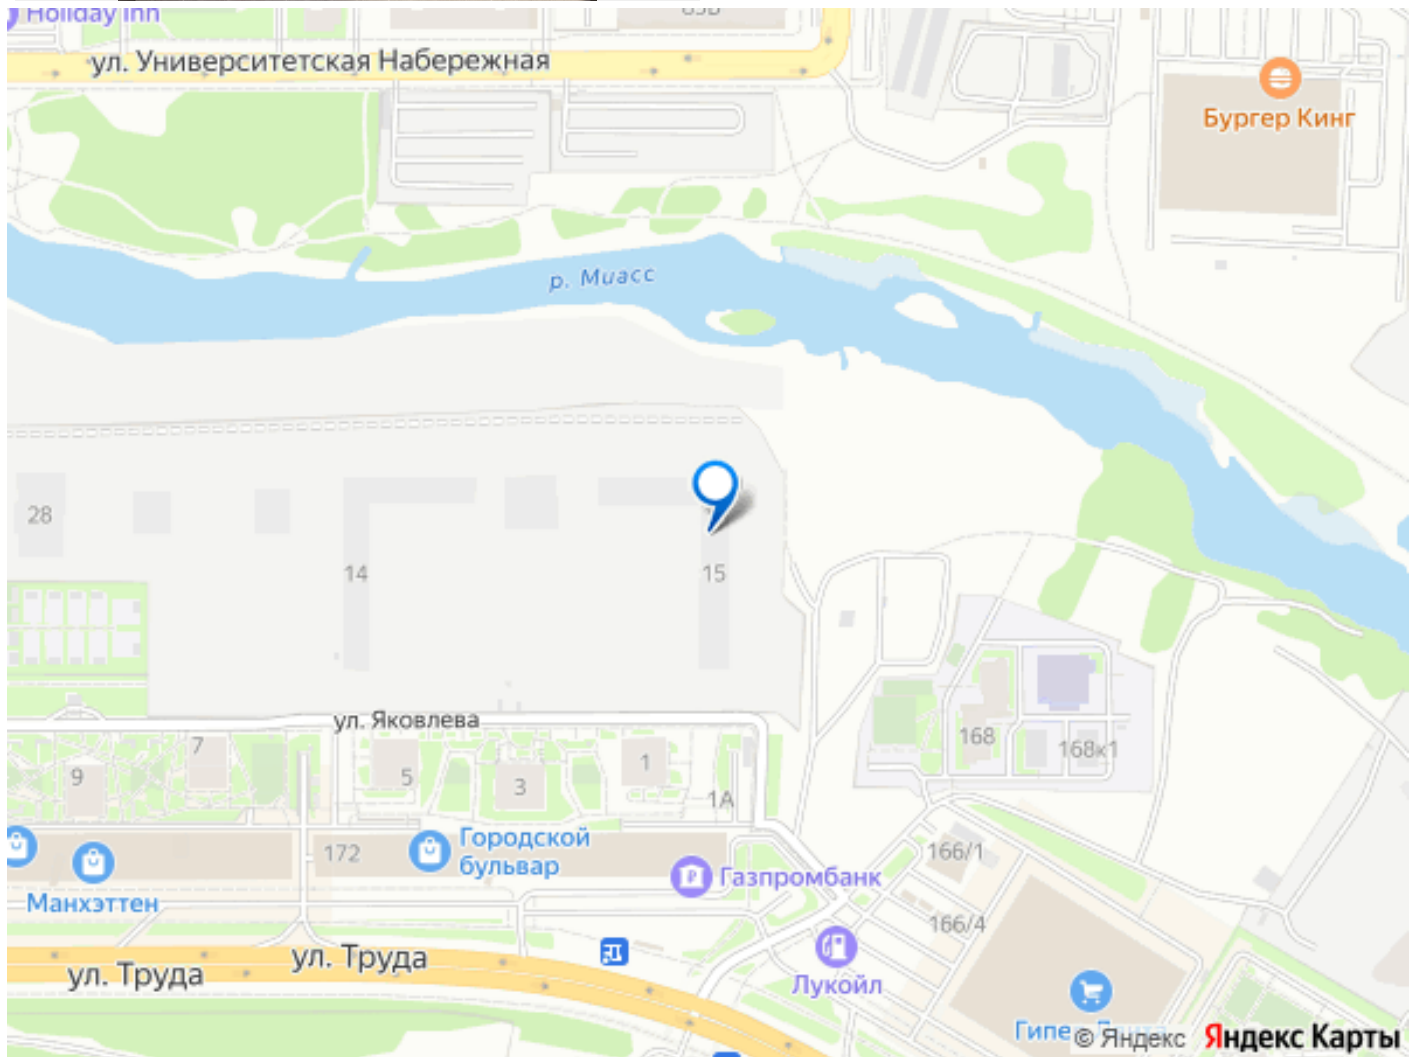 Holiday Inn
ул. Университетская Набережная
Бургер Кинг
р. Миасс
28
14
15
ул. Яковлева
7
9
5
3
1
1А
168
168к1
Городской
бульвар
172
Манхэттен
Газпромбанк
166/1
166/4
Лукойл
ул. Труда
ул. Труда
© Яндекс Яндекс Карты